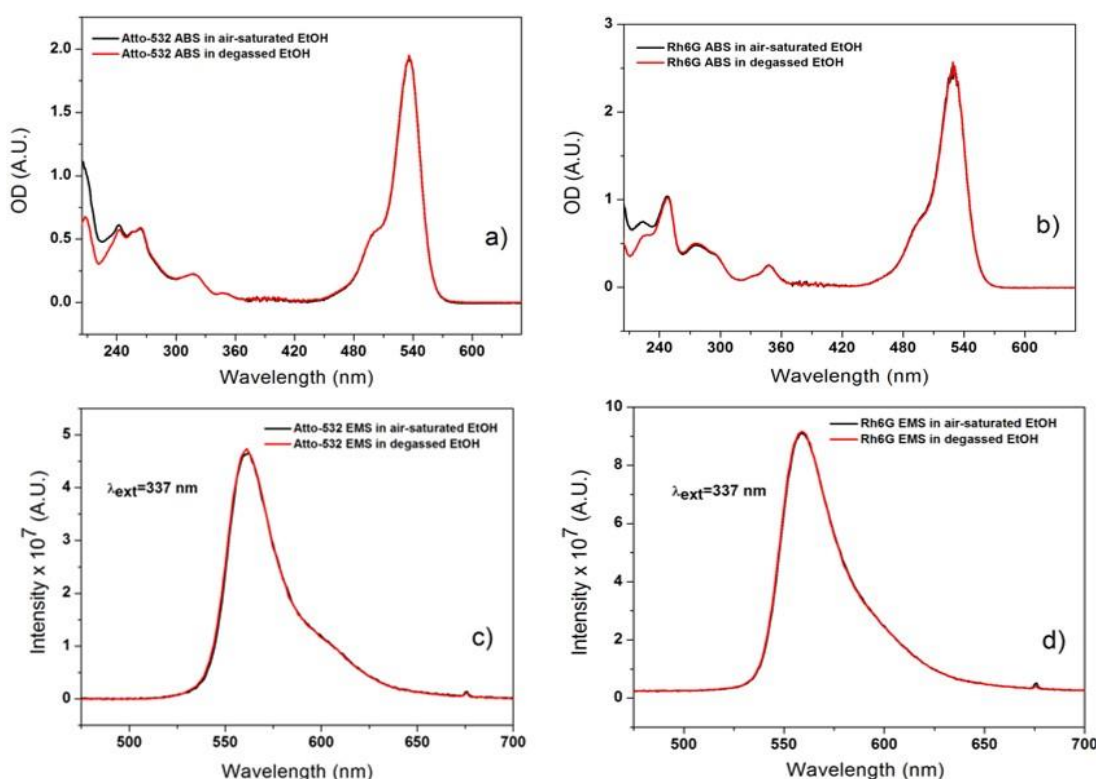 Atto-532 ABS in air-saturated EtOH
Atto-532 ABS in degassed EtOH
OD (A.U.)
2.0
1.5
1.0
0.5
0.0
a)
240 300 360 420 480 540 600
Wavelength (nm)
Rh6G ABS in air-saturated EtOH
Rh6G ABS in degassed EtOH
OD (A.U.)
3
2
1
0
b)
240 300 360 420 480 540 600
Wavelength (nm)
Atto-532 EMS in air-saturated EtOH
Atto-532 EMS in degassed EtOH
λext=337 nm
Intensity x 10^7 (A.U.)
5
4
3
2
1
0
c)
500 550 600 650 700
Wavelength (nm)
Rh6G EMS in air-saturated EtOH
Rh6G EMS in degassed EtOH
λext=337 nm
Intensity x 10^7 (A.U.)
10
8
6
4
2
0
d)
500 550 600 650 700
Wavelength (nm)